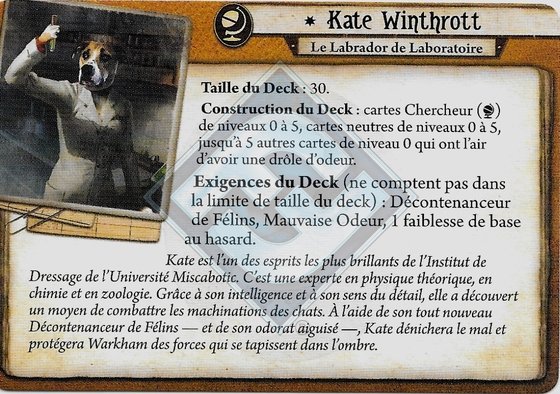 * Kate Winthrott
Le Labrador de Laboratoire
Taille du Deck : 30.
Construction du Deck : cartes Chercheur ()
de niveaux 0 à 5, cartes neutres de niveaux 0 à 5,
jusqu'à 5 autres cartes de niveau 0 qui ont l'air
d'avoir une drôle d'odeur.
Exigences du Deck (ne comptent pas dans
la limite de taille du deck) : Décontenanceur
de Félins, Mauvaise Odeur, 1 faiblesse de base
au hasard.
Kate est l'un des esprits les plus brillants de l'Institut de
Dressage de l'Université Miscabotic. C'est une experte en physique théorique, en
chimie et en zoologie. Grâce à son intelligence et à son sens du détail, elle a découvert
un moyen de combattre les machinations des chats. À l'aide de son tout nouveau
Décontenanceur de Félins — et de son odorat aiguisé —, Kate dénichera le mal et
protégera Warkham des forces qui se tapissent dans l'ombre.